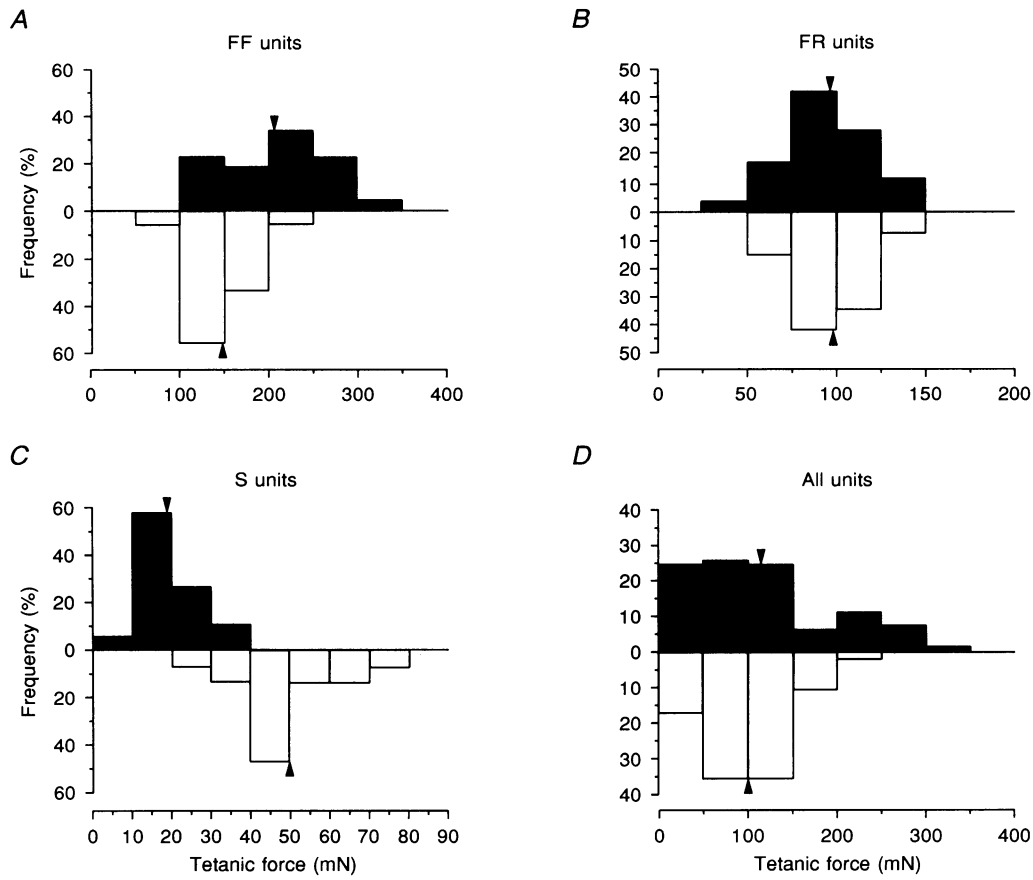 A
FF units
Frequency (%)
60
40
20
0
20
40
60
0 100 200 300 400
B
FR units
50
40
30
20
10
0
10
20
30
40
50
0 50 100 150 200
C
S units
Frequency (%)
60
40
20
0
20
40
60
0 10 20 30 40 50 60 70 80 90
Tetanic force (mN)
D
All units
40
30
20
10
0
10
20
30
40
0 100 200 300 400
Tetanic force (mN)